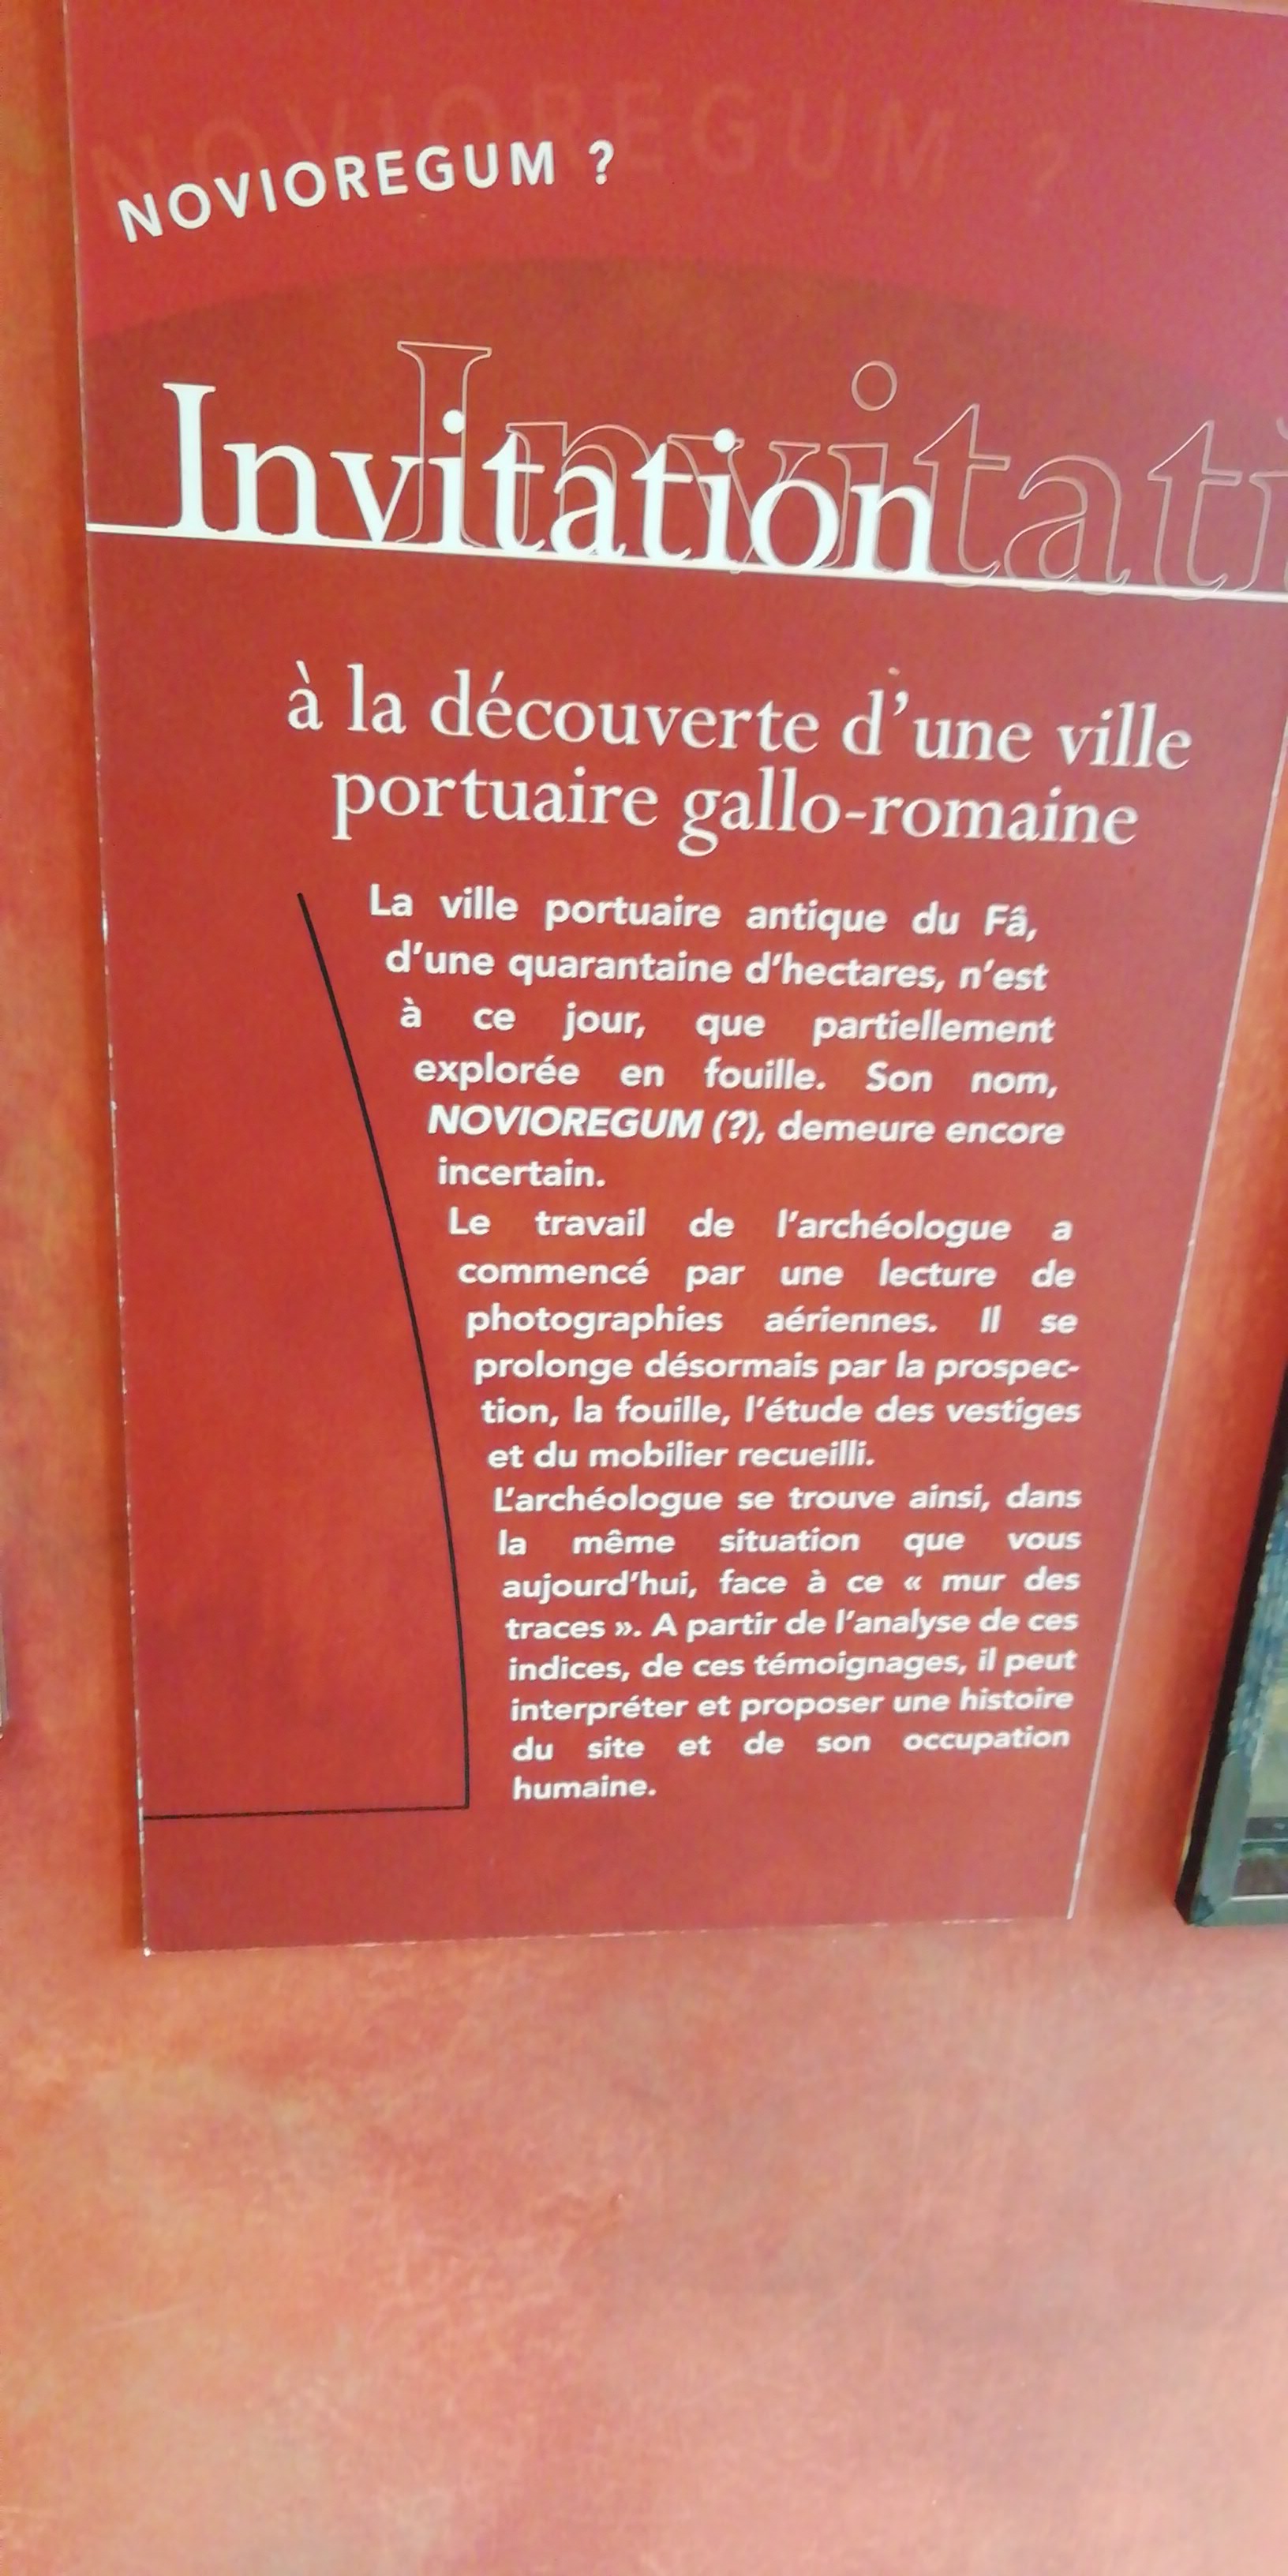 NOVIOREGUM ?
NOVIOREGUM ?
Invitation
Invitati
à la découverte d'une ville
portuaire gallo-romaine
La ville portuaire antique du Fâ,
d'une quarantaine d'hectares, n'est
à ce jour, que partiellement
explorée en fouille. Son nom,
NOVIOREGUM (?), demeure encore
incertain.
Le travail de l'archéologue a
commencé par une lecture de
photographies aériennes. Il se
prolonge désormais par la prospec-
tion, la fouille, l'étude des vestiges
et du mobilier recueilli.
L'archéologue se trouve ainsi, dans
la même situation que vous
aujourd'hui, face à ce « mur des
traces ». A partir de l'analyse de ces
indices, de ces témoignages, il peut
interpréter et proposer une histoire
du site et de son occupation
humaine.